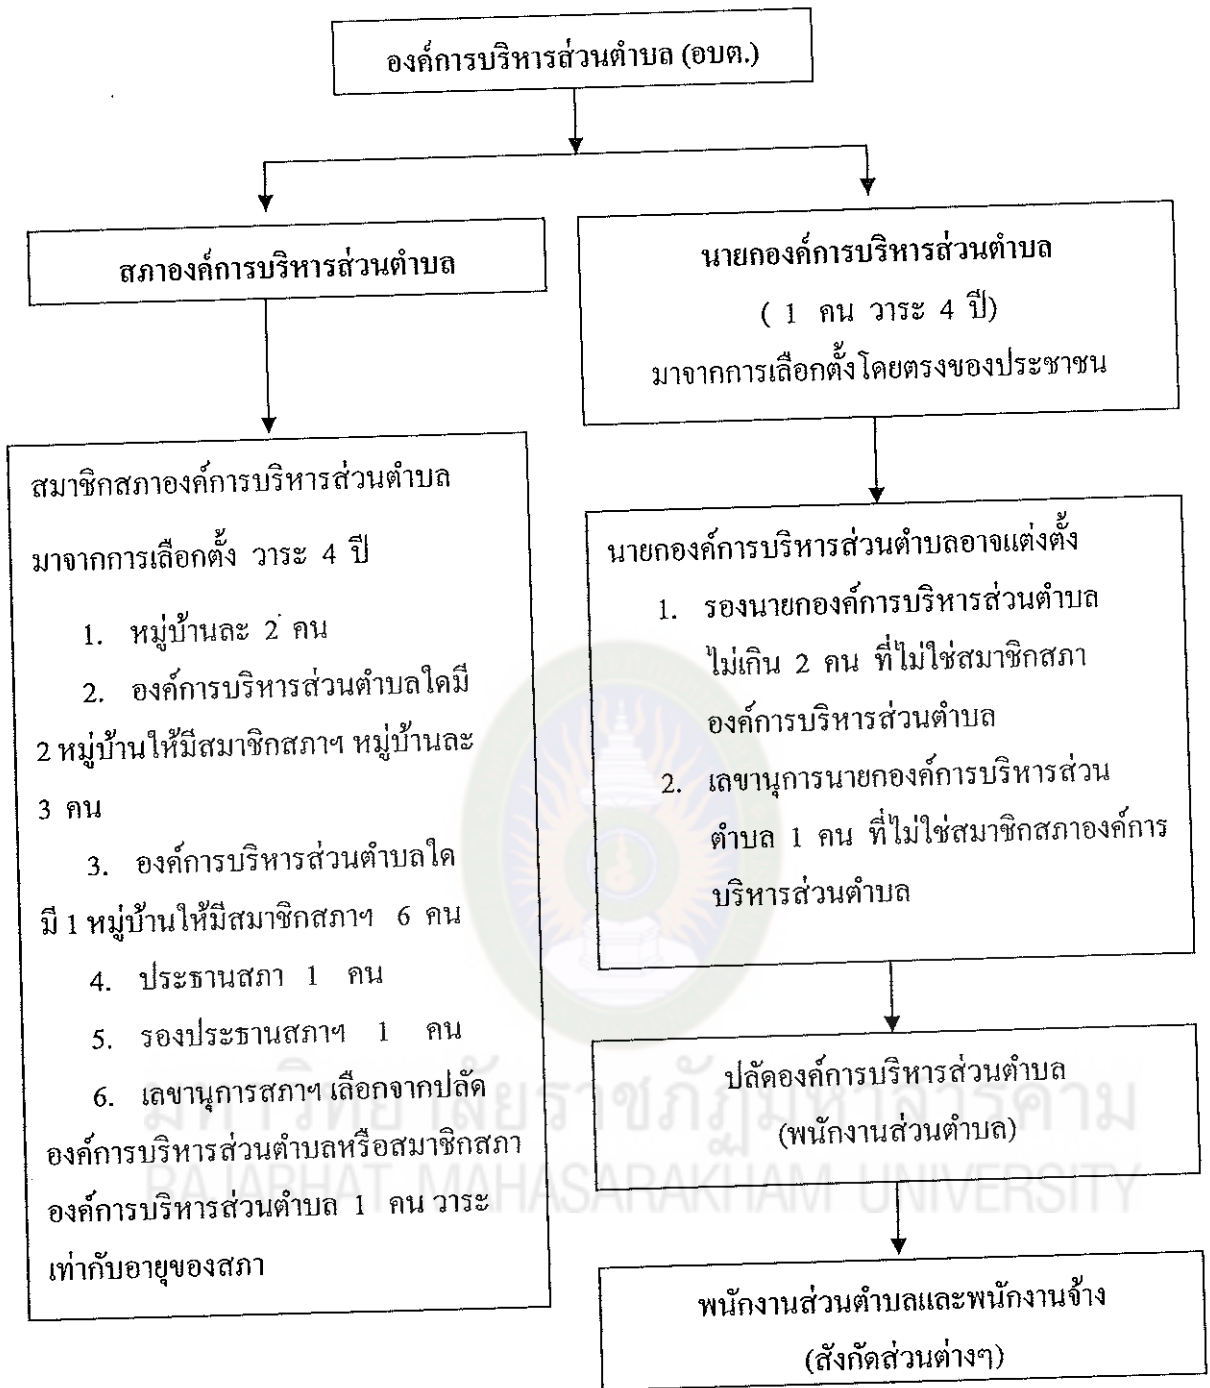 องค์การบริหารส่วนตำบล (อบต.)
สภาองค์การบริหารส่วนตำบล
สมาชิกสภาองค์การบริหารส่วนตำบล
มาจากการเลือกตั้ง วาระ 4 ปี
1. หมู่บ้านละ 2 คน
2. องค์การบริหารส่วนตำบลใดมี
2 หมู่บ้านให้มีสมาชิกสภาฯ หมู่บ้านละ
3 คน
3. องค์การบริหารส่วนตำบลใด
มี 1 หมู่บ้านให้มีสมาชิกสภาฯ 6 คน
4. ประธานสภา 1 คน
5. รองประธานสภาฯ 1 คน
6. เลขานุการสภาฯ เลือกจากปลัด
องค์การบริหารส่วนตำบลหรือสมาชิกสภา
องค์การบริหารส่วนตำบล 1 คน วาระ
เท่ากับอายุของสภา
นายกองค์การบริหารส่วนตำบล
( 1 คน วาระ 4 ปี)
มาจากการเลือกตั้งโดยตรงของประชาชน
นายกองค์การบริหารส่วนตำบลอาจแต่งตั้ง
1. รองนายกองค์การบริหารส่วนตำบล
ไม่เกิน 2 คน ที่ไม่ใช่สมาชิกสภา
องค์การบริหารส่วนตำบล
2. เลขานุการนายกองค์การบริหารส่วน
ตำบล 1 คน ที่ไม่ใช่สมาชิกสภาองค์การ
บริหารส่วนตำบล
ปลัดองค์การบริหารส่วนตำบล
(พนักงานส่วนตำบล)
พนักงานส่วนตำบลและพนักงานจ้าง
(สังกัดส่วนต่างๆ)
มหาวิทยาลัยราชภัฏมหาสารคาม
RAJABHAT MAHASARAKHAM UNIVERSITY